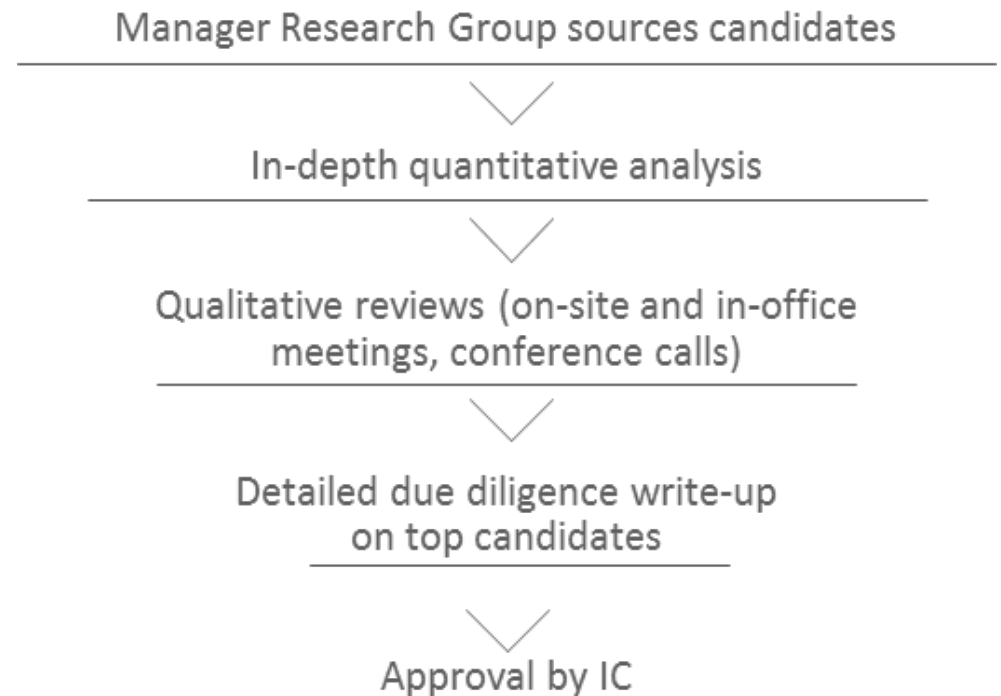 Manager Research Group sources candidates
In-depth quantitative analysis
Qualitative reviews (on-site and in-office
meetings, conference calls)
Detailed due diligence write-up
on top candidates
Approval by IC